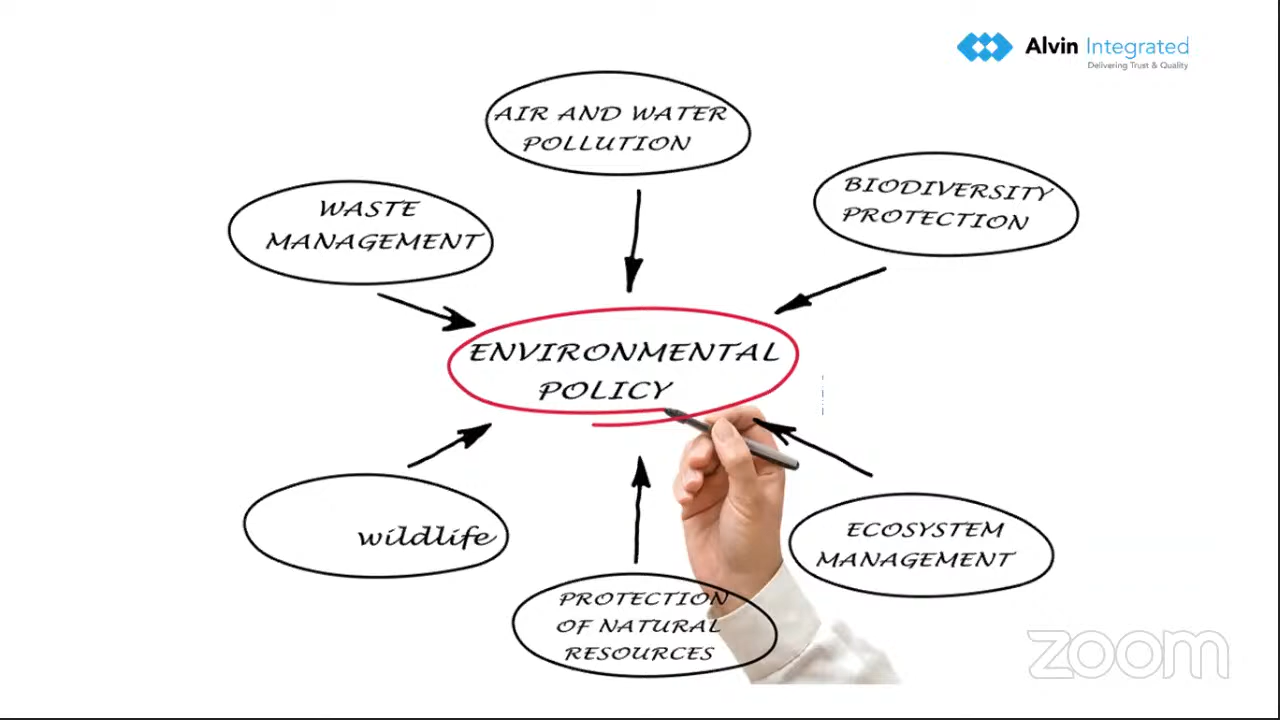 Alvin Integrated
Delivering Trust & Quality
AIR AND WATER
POLLUTION
BIODIVERSITY
PROTECTION
WASTE
MANAGEMENT
ENVIRONMENTAL
POLICY
wildlife
ECOSYSTEM
MANAGEMENT
PROTECTION
OF NATURAL
RESOURCES
zoom